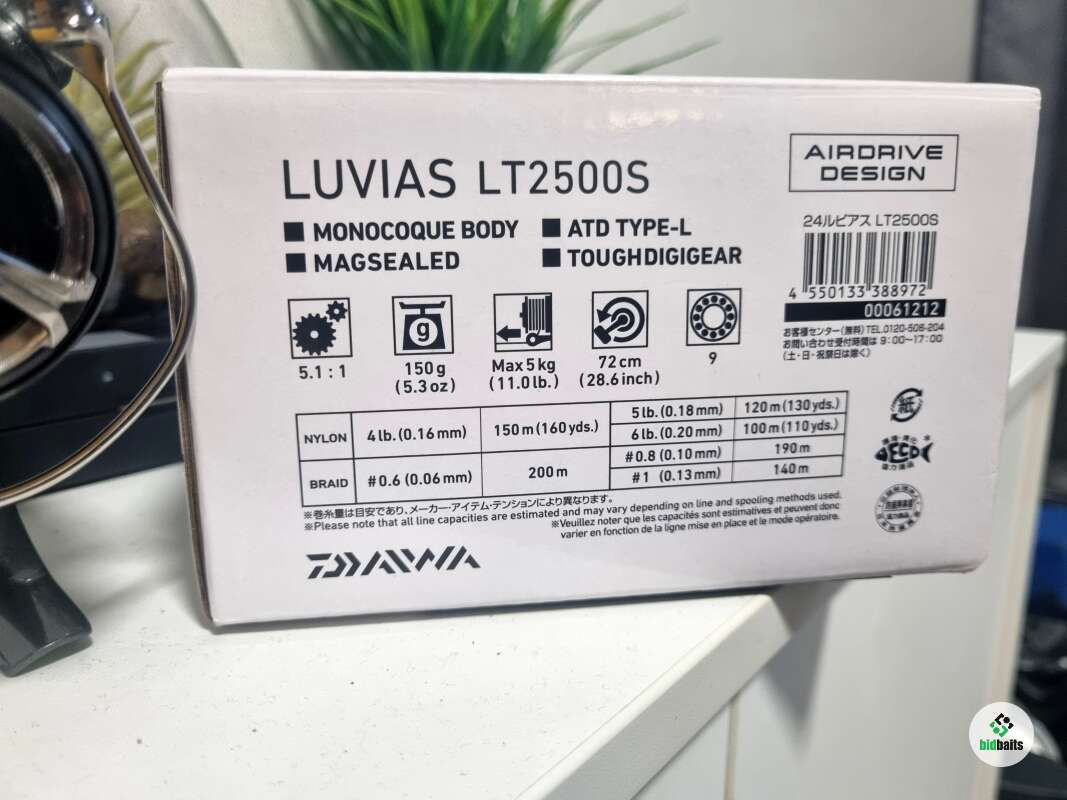 LUVIAS LT2500S
■ MONOCOQUE BODY ■ ATD TYPE-L
■ MAGSEALED ■ TOUGHDIGIGEAR
AIRDRIVE
DESIGN
24ルビアス LT2500S
4 550133 388972
00061212
お客様センター(無料) TEL.0120-506-204
お問い合わせ受付時間は 9:00~17:00
(土・日・祝祭日は除く)
g
5.1 : 1
150 g
(5.3 oz)
Max 5 kg
(11.0 lb.)
72 cm
(28.6 inch)
9
NYLON 4 lb. (0.16 mm) 150 m (160 yds.) 5 lb. (0.18 mm) 120 m (130 yds.)
6 lb. (0.20 mm) 100 m (110 yds.)
BRAID #0.6 (0.06 mm) 200 m #0.8 (0.10 mm) 190 m
#1 (0.13 mm) 140 m
※巻糸量は目安であり、メーカー・アイテム・テンションにより異なります。
※Please note that all line capacities are estimated and may vary depending on line and spooling methods used.
※Veuillez noter que les capacités sont estimatives et peuvent donc
varier en fonction de la ligne mise en place et le mode opératoire.
DAIWA
紙
ECO
bidbaits